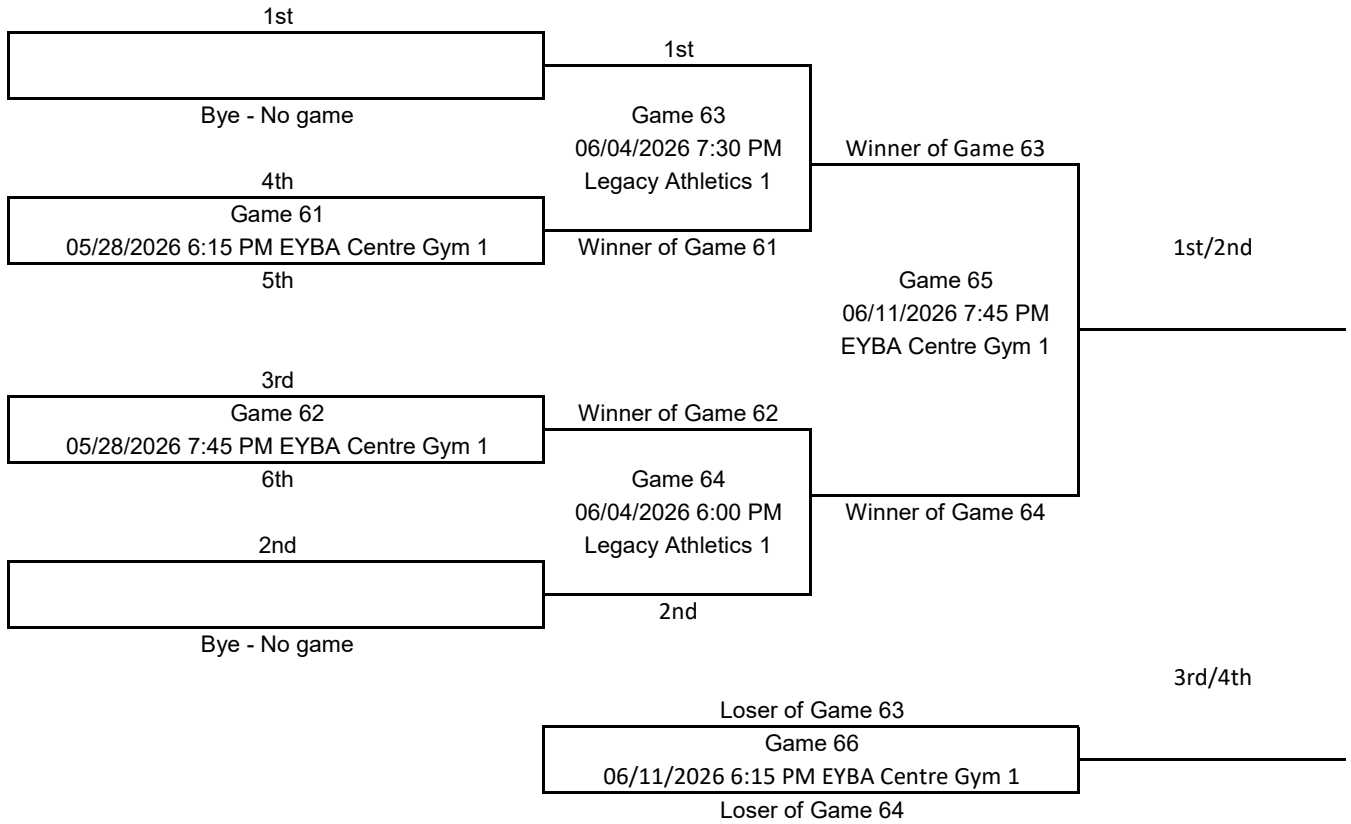 1st
Bye - No game
1st
Game 63
06/04/2026 7:30 PM
Legacy Athletics 1
Winner of Game 61
4th
Game 61
05/28/2026 6:15 PM EYBA Centre Gym 1
5th
Winner of Game 63
Game 65
06/11/2026 7:45 PM
EYBA Centre Gym 1
Winner of Game 64
1st/2nd
3rd
Game 62
05/28/2026 7:45 PM EYBA Centre Gym 1
6th
Winner of Game 62
Game 64
06/04/2026 6:00 PM
Legacy Athletics 1
2nd
2nd
Bye - No game
3rd/4th
Loser of Game 63
Game 66
06/11/2026 6:15 PM EYBA Centre Gym 1
Loser of Game 64